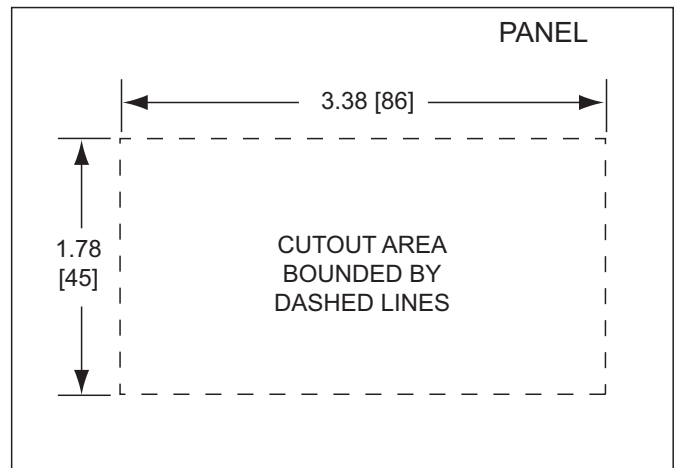 PANEL
3.38 [86]
1.78
[45]
CUTOUT AREA
BOUNDED BY
DASHED LINES